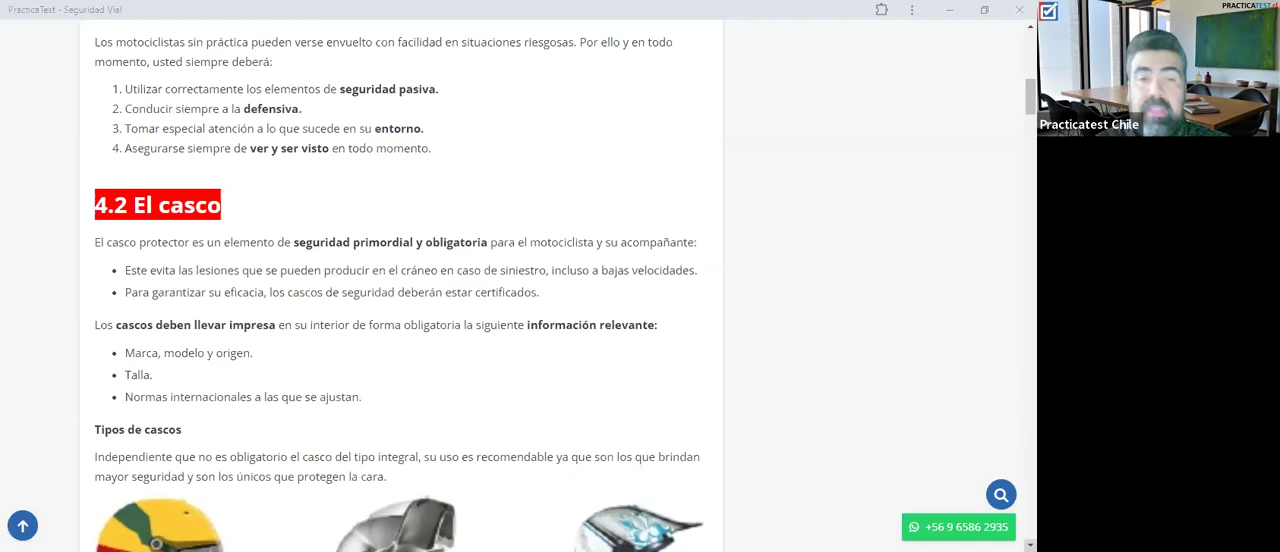 PracticaTest - Seguridad Vial
PRACTICATEST.cl
Los motociclistas sin práctica pueden verse envuelto con facilidad en situaciones riesgosas. Por ello y en todo
momento, usted siempre deberá:
1. Utilizar correctamente los elementos de seguridad pasiva.
2. Conducir siempre a la defensiva.
3. Tomar especial atención a lo que sucede en su entorno.
4. Asegurarse siempre de ver y ser visto en todo momento.
Practicatest Chile
4.2 El casco
El casco protector es un elemento de seguridad primordial y obligatoria para el motociclista y su acompañante:
• Este evita las lesiones que se pueden producir en el cráneo en caso de siniestro, incluso a bajas velocidades.
• Para garantizar su eficacia, los cascos de seguridad deberán estar certificados.
Los cascos deben llevar impresa en su interior de forma obligatoria la siguiente información relevante:
• Marca, modelo y origen.
• Talla.
• Normas internacionales a las que se ajustan.
Tipos de cascos
Independiente que no es obligatorio el casco del tipo integral, su uso es recomendable ya que son los que brindan
mayor seguridad y son los únicos que protegen la cara.
+56 9 6586 2935